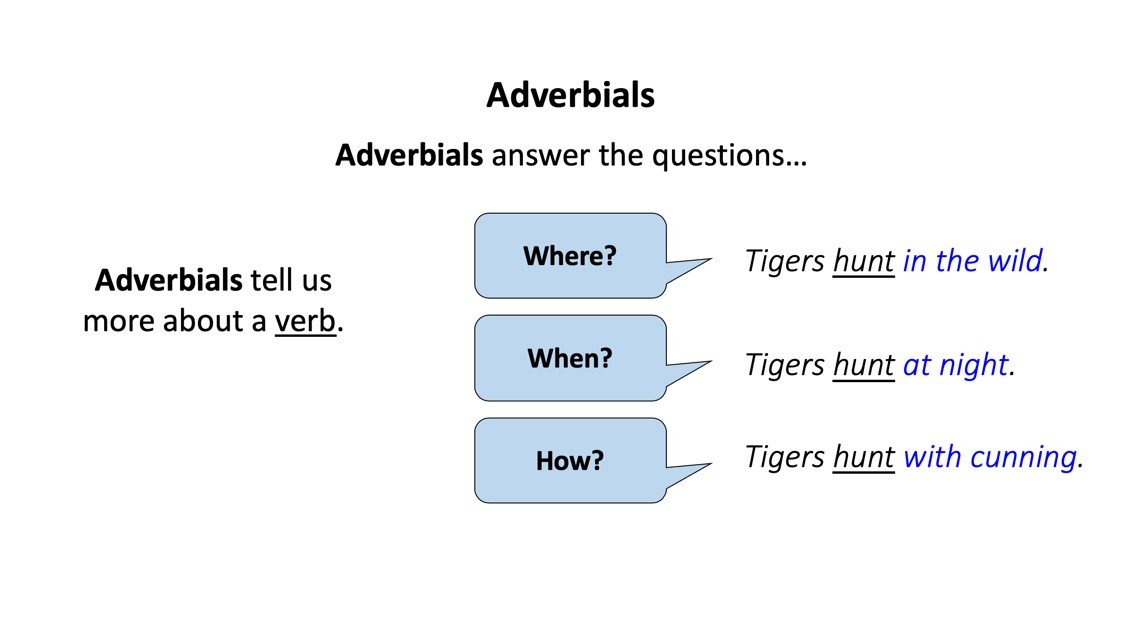 Adverbials
Adverbials answer the questions…
Adverbials tell us
more about a verb.
Where?
Tigers hunt in the wild.
When?
Tigers hunt at night.
How?
Tigers hunt with cunning.